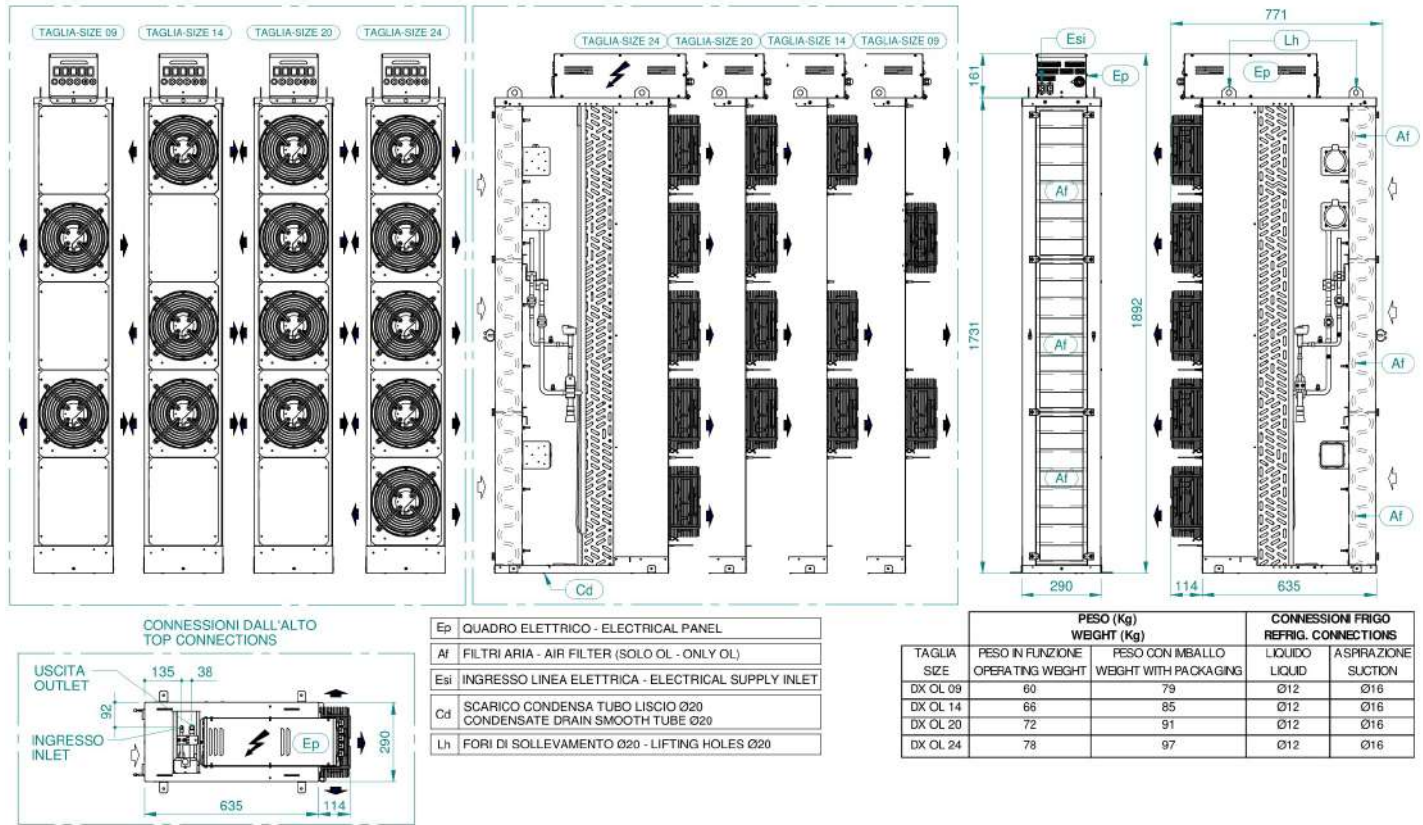 TAGLIA-SIZE 09
TAGLIA-SIZE 14
TAGLIA-SIZE 20
TAGLIA-SIZE 24
TAGLIA-SIZE 24
TAGLIA-SIZE 20
TAGLIA-SIZE 14
TAGLIA-SIZE 09
Cd
Esi
Ep
161
1731
1892
Af
Af
Af
290
771
Lh
Ep
Af
Af
Af
114
635
CONNESSIONI DALL'ALTO
TOP CONNECTIONS
USCITA
OUTLET
135
38
92
INGRESSO
INLET
Ep
290
635
114
Ep QUADRO ELETTRICO - ELECTRICAL PANEL
Af FILTRI ARIA - AIR FILTER (SOLO OL - ONLY OL)
Esi INGRESSO LINEA ELETTRICA - ELECTRICAL SUPPLY INLET
Cd SCARICO CONDENSA TUBO LISCIO Ø20
CONDENSATE DRAIN SMOOTH TUBE Ø20
Lh FORI DI SOLLEVAMENTO Ø20 - LIFTING HOLES Ø20
PESO (Kg) CONNESSIONI FRIGO
WEIGHT (Kg) REFRIG. CONNECTIONS
TAGLIA PESO IN FUNZIONE PESO CON IMBALLO LIQUIDO ASPIRAZIONE
SIZE OPERATING WEIGHT WEIGHT WITH PACKAGING LIQUID SUCTION
DX OL 09 60 79 Ø12 Ø16
DX OL 14 66 85 Ø12 Ø16
DX OL 20 72 91 Ø12 Ø16
DX OL 24 78 97 Ø12 Ø16